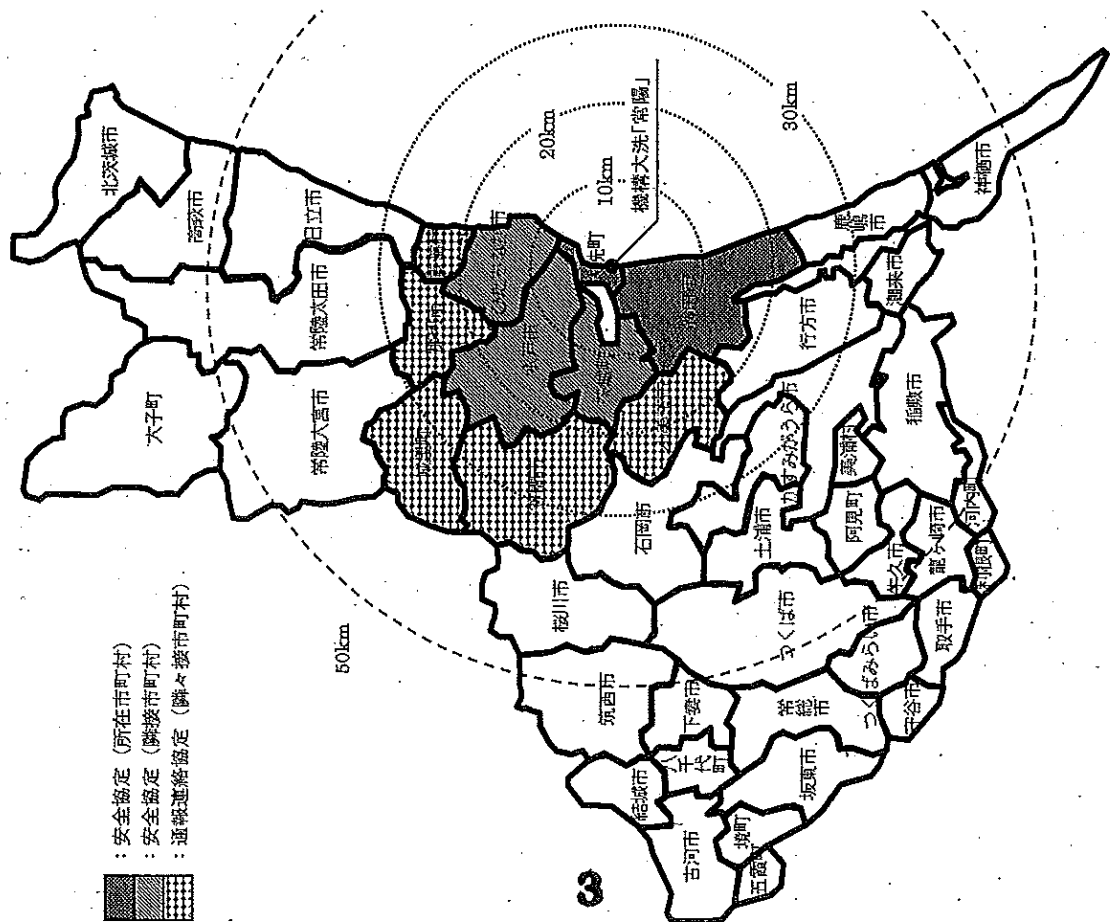 ：安全協定（所在市町村）
：安全協定（隣接市町村）
：通報連絡協定（隣々接市町村）
50km
30km
20km
10km
機構大洗「常陽」
北茨城市
高萩市
日立市
常陸太田市
大子町
常陸大宮市
桜川市
筑西市
結城市
古河市
五霞町
境町
八千代町
下妻市
常総市
坂東市
つくば市
つくばみらい市
守谷市
取手市
石岡市
土浦市
かすみがうら市
阿見町
美浦村
牛久市
龍ヶ崎市
利根町
河内町
稲敷市
行方市
潮来市
鹿嶋市
神栖市
3